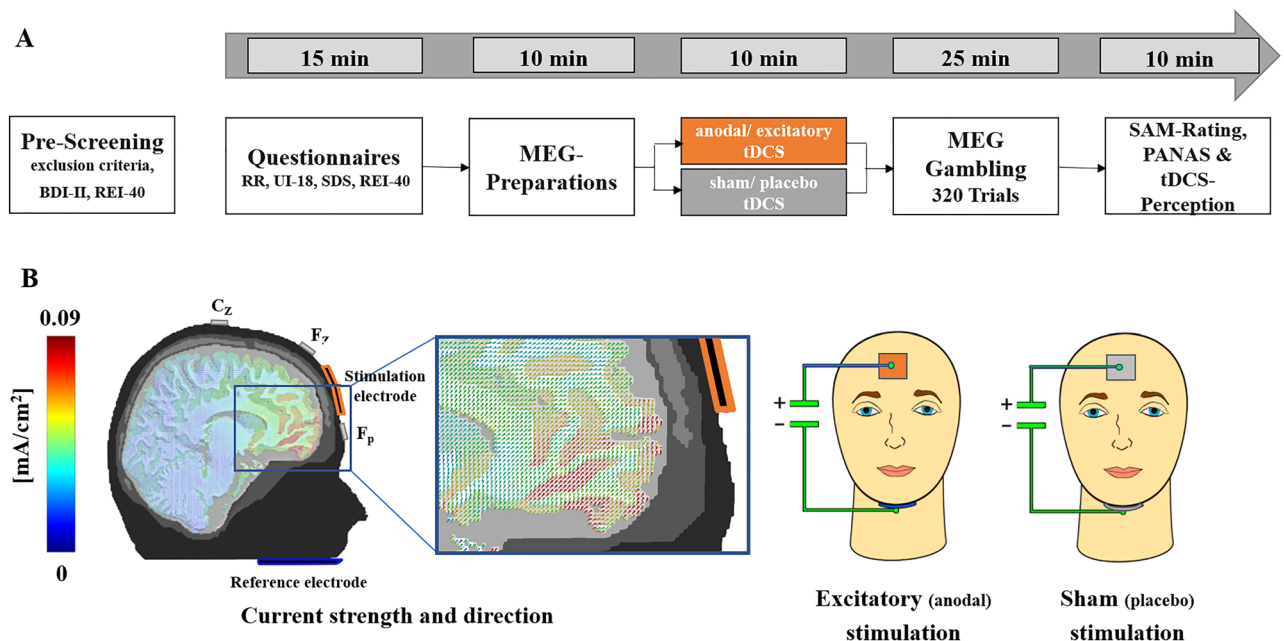 A
15 min
10 min
10 min
25 min
10 min
Pre-Screening
exclusion criteria,
BDI-II, REI-40
Questionnaires
RR, UI-18, SDS, REI-40
MEG-
Preparations
anodal/ excitatory
tDCS
sham/ placebo
tDCS
MEG
Gambling
320 Trials
SAM-Rating,
PANAS &
tDCS-
Perception
B
0.09
[mA/cm²]
0
Cz
Fz
Stimulation
electrode
Fp
Reference electrode
Current strength and direction
+
−
Excitatory (anodal)
stimulation
+
−
Sham (placebo)
stimulation